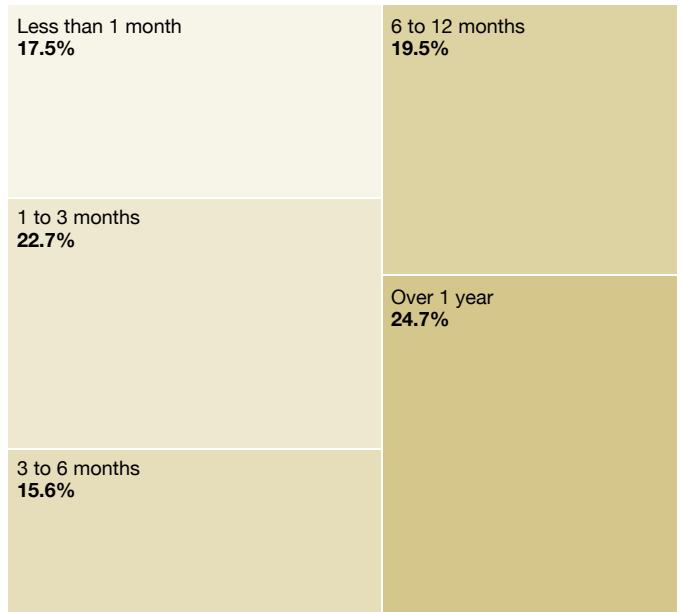 Less than 1 month
17.5%
1 to 3 months
22.7%
3 to 6 months
15.6%
6 to 12 months
19.5%
Over 1 year
24.7%